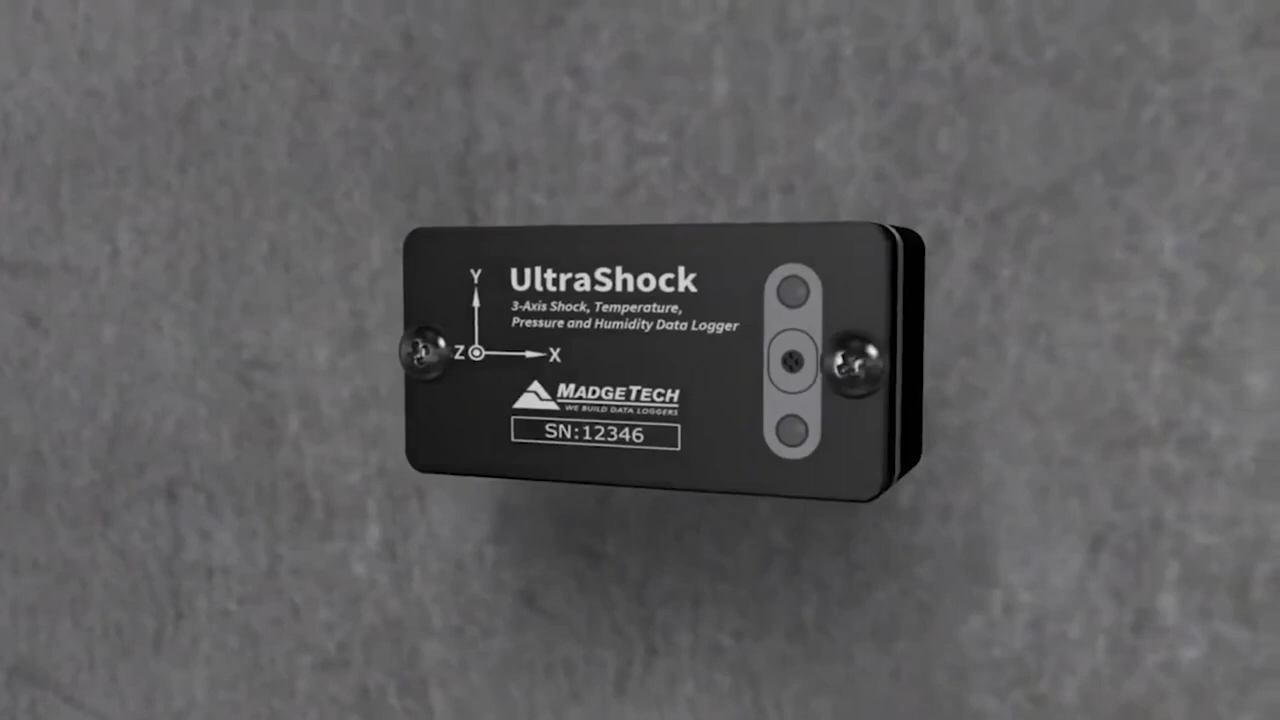 UltraShock
3-Axis Shock, Temperature,
Pressure and Humidity Data Logger
Y
Z
X
MADGETECH
WE BUILD DATA LOGGERS
SN:12346